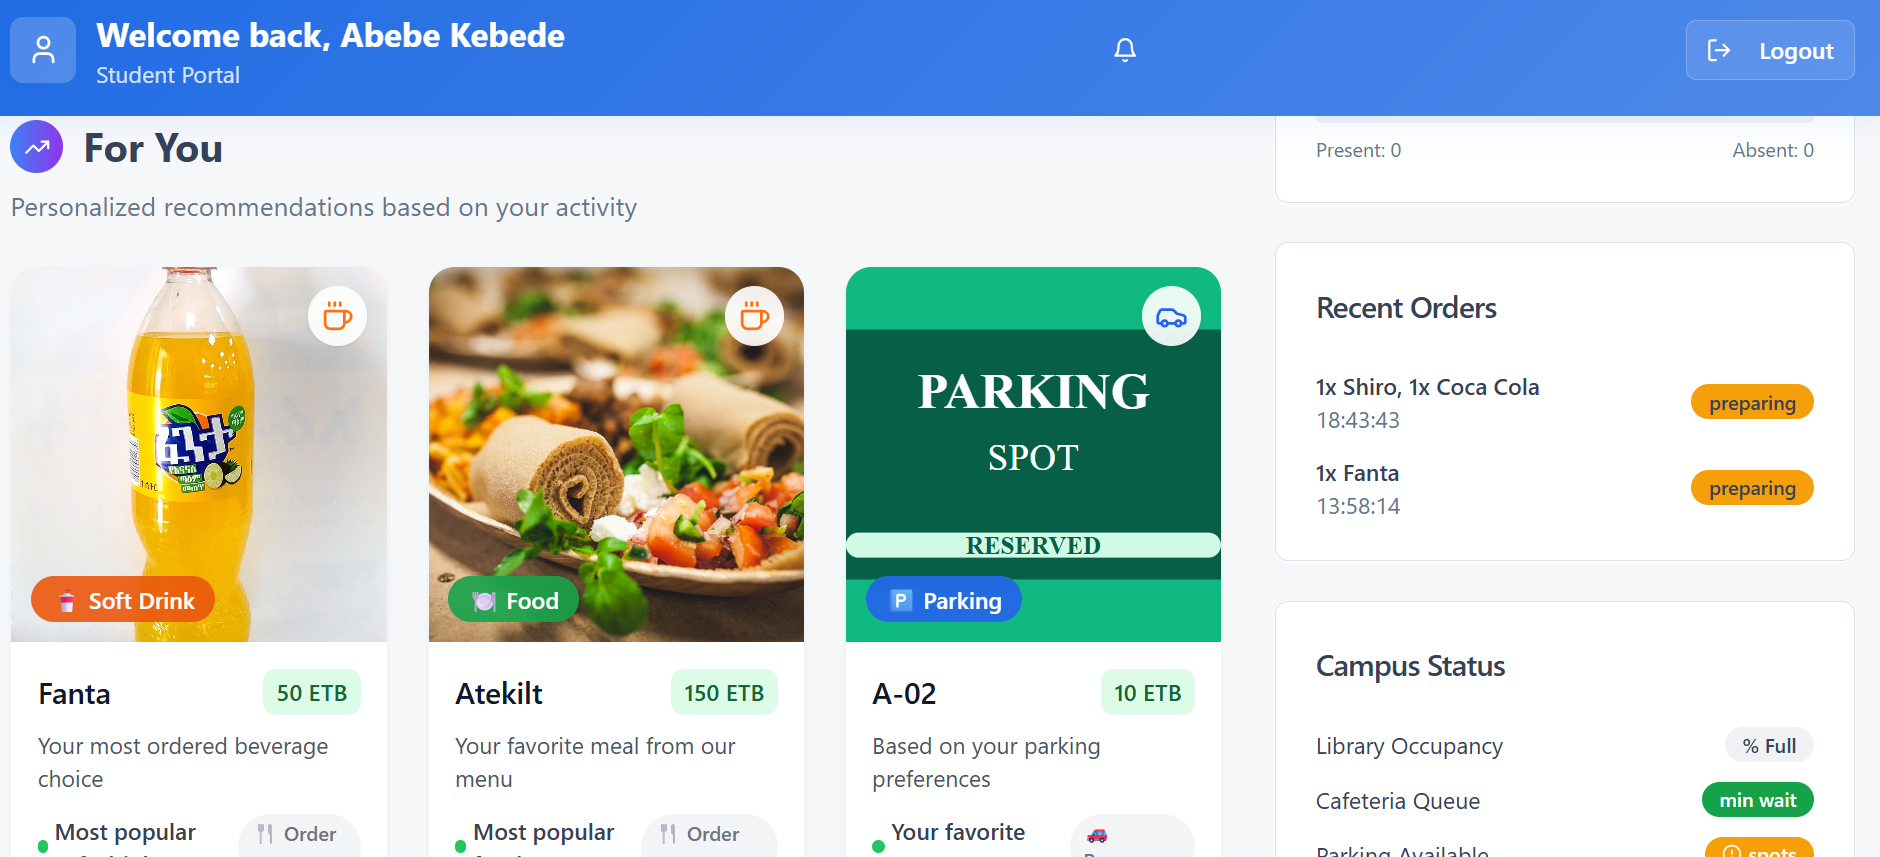 Welcome back, Abebe Kebede
Student Portal
Logout
For You
Personalized recommendations based on your activity
ፋንታ
Soft Drink
Fanta
50 ETB
Your most ordered beverage
choice
Most popular
Order
Food
Atekilt
150 ETB
Your favorite meal from our
menu
Most popular
Order
PARKING
SPOT
RESERVED
P Parking
A-02
10 ETB
Based on your parking
preferences
Your favorite
Present: 0
Absent: 0
Recent Orders
1x Shiro, 1x Coca Cola
18:43:43
preparing
1x Fanta
13:58:14
preparing
Campus Status
Library Occupancy
% Full
Cafeteria Queue
min wait
Parking Available
spots